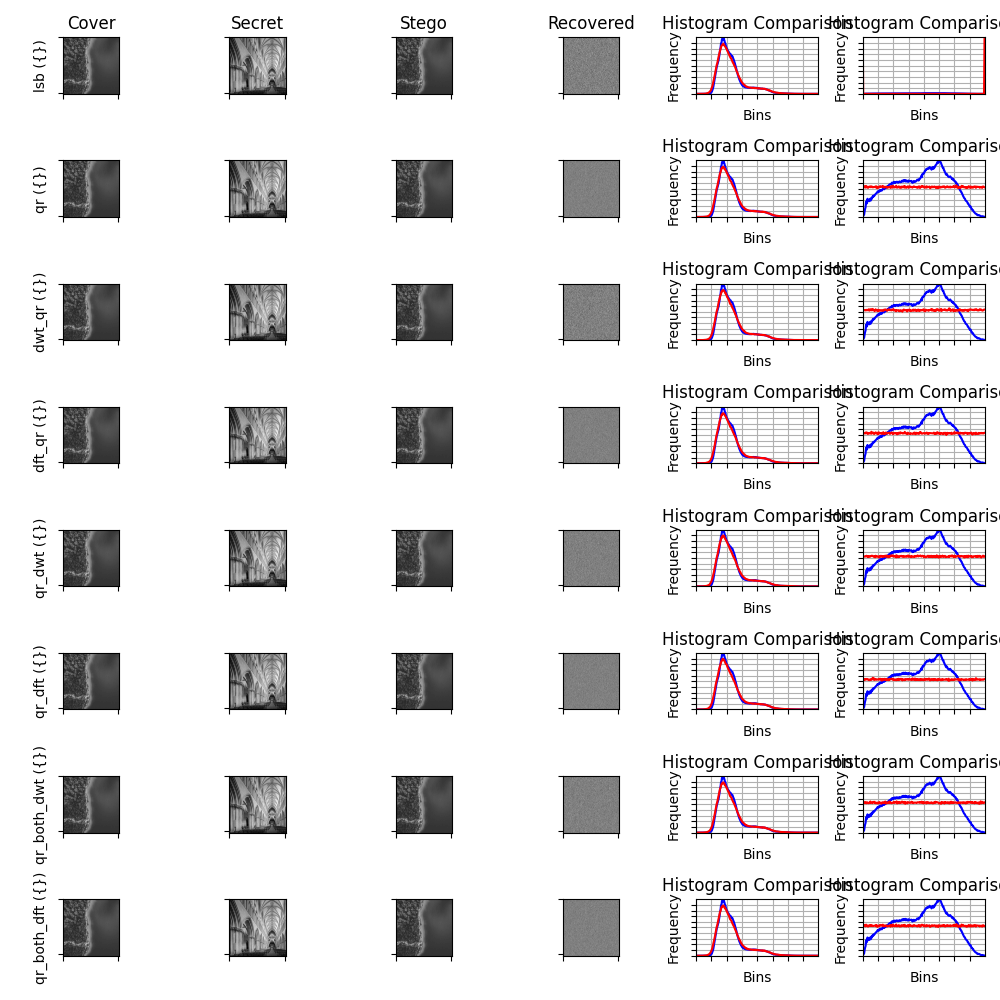 Cover Secret Stego Recovered Histogram Comparison Histogram Comparis
lsb ({}) Frequency Frequency
Bins Bins
Histogram Comparison Histogram Comparis
qr ({}) Frequency Frequency
Bins Bins
Histogram Comparison Histogram Comparis
dwt_qr ({}) Frequency Frequency
Bins Bins
Histogram Comparison Histogram Comparis
dft_qr ({}) Frequency Frequency
Bins Bins
Histogram Comparison Histogram Comparis
qr_dwt ({}) Frequency Frequency
Bins Bins
Histogram Comparison Histogram Comparis
qr_dft ({}) Frequency Frequency
Bins Bins
Histogram Comparison Histogram Comparis
qr_both_dwt ({}) Frequency Frequency
Bins Bins
Histogram Comparison Histogram Comparis
qr_both_dft ({}) Frequency Frequency
Bins Bins